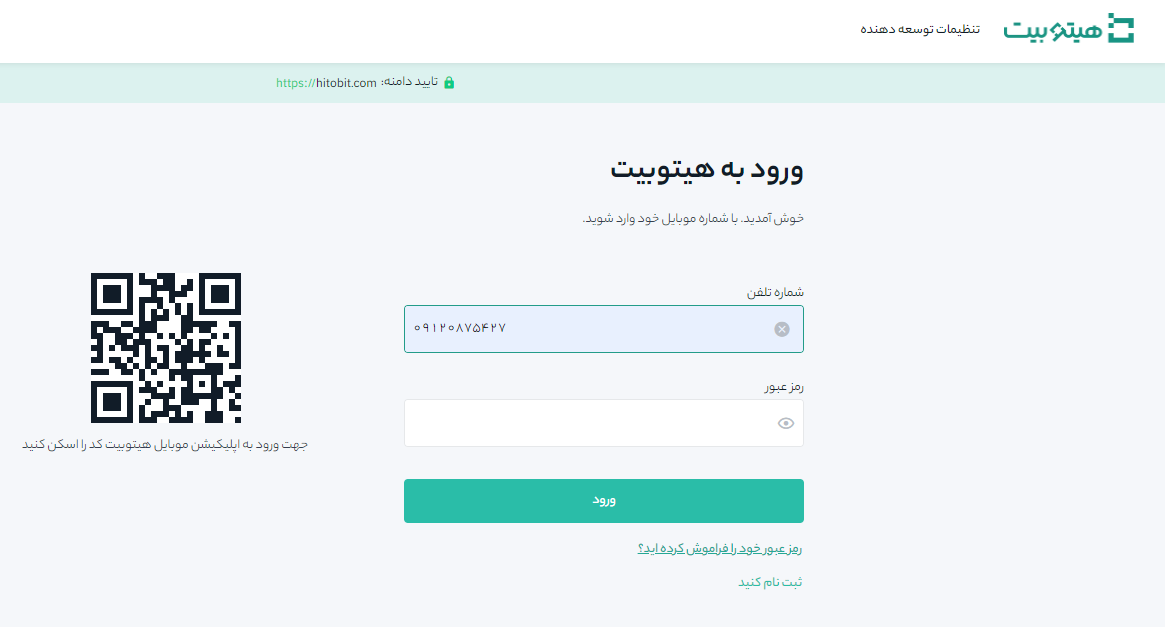 هیتوبیت
تنظیمات توسعه دهنده
تایید دامنه: https://hitobit.com
ورود به هیتوبیت
خوش آمدید. با شماره موبایل خود وارد شوید.
شماره تلفن
۰۹۱۲۰۸۷۵۴۲۷
رمز عبور
ورود
رمز عبور خود را فراموش کرده اید؟
ثبت نام کنید
جهت ورود به اپلیکیشن موبایل هیتوبیت کد را اسکن کنید